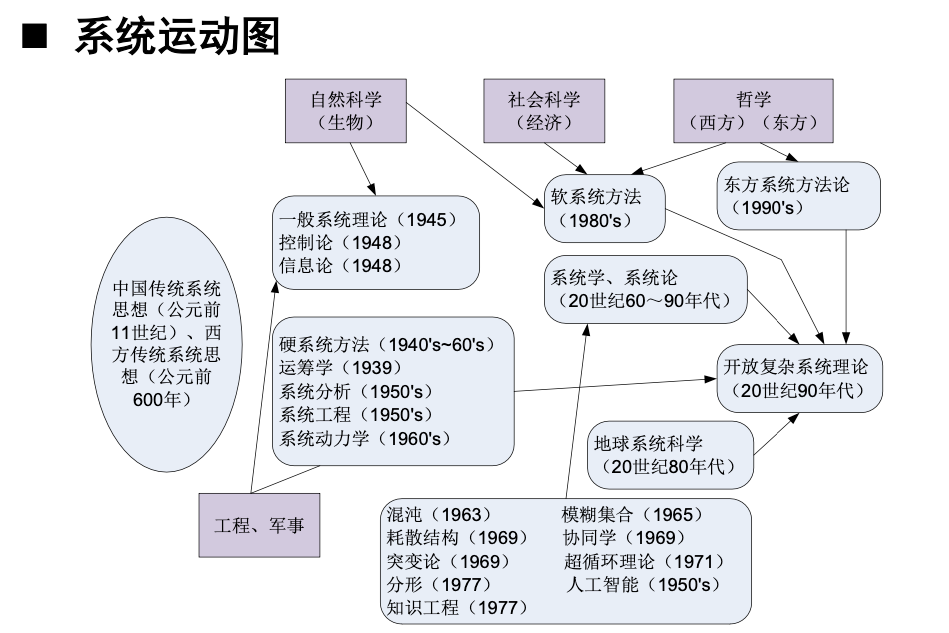 ■ 系统运动图
自然科学
（生物）
社会科学
（经济）
哲学
（西方）（东方）
一般系统理论（1945）
控制论（1948）
信息论（1948）
软系统方法
（1980's）
东方系统方法论
（1990's）
中国传统系统
思想（公元前
11世纪）、西
方传统系统思
想（公元前
600年）
系统学、系统论
（20世纪60～90年代）
硬系统方法（1940's~60's）
运筹学（1939）
系统分析（1950's）
系统工程（1950's）
系统动力学（1960's）
开放复杂系统理论
（20世纪90年代）
地球系统科学
（20世纪80年代）
工程、军事
混沌（1963）
耗散结构（1969）
突变论（1969）
分形（1977）
知识工程（1977）
模糊集合（1965）
协同学（1969）
超循环理论（1971）
人工智能（1950's）